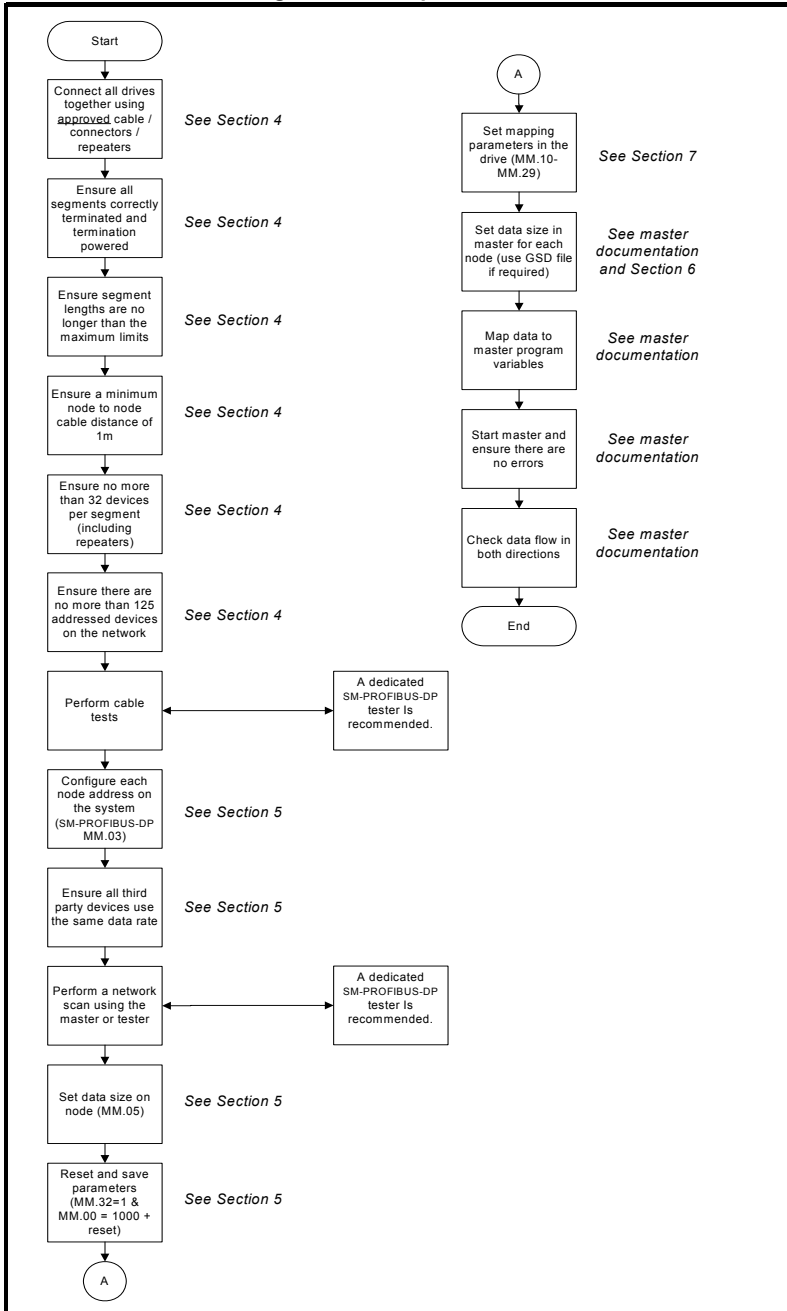 Start
Connect all drives
together using
approved cable /
connectors /
repeaters
See Section 4
Ensure all
segments correctly
terminated and
termination
powered
See Section 4
Ensure segment
lengths are no
longer than the
maximum limits
See Section 4
Ensure a minimum
node to node
cable distance of
1m
See Section 4
Ensure no more
than 32 devices
per segment
(including
repeaters)
See Section 4
Ensure there are
no more than 125
addressed devices
on the network
See Section 4
Perform cable
tests
A dedicated
SM-PROFIBUS-DP
tester Is
recommended.
Configure each
node address on
the system
(SM-PROFIBUS-DP
MM.03)
See Section 5
Ensure all third
party devices use
the same data rate
See Section 5
Perform a network
scan using the
master or tester
A dedicated
SM-PROFIBUS-DP
tester Is
recommended.
Set data size on
node (MM.05)
See Section 5
Reset and save
parameters
(MM.32=1 &
MM.00 = 1000 +
reset)
See Section 5
A
A
Set mapping
parameters in the
drive (MM.10-
MM.29)
See Section 7
Set data size in
master for each
node (use GSD file
if required)
See master
documentation
and Section 6
Map data to
master program
variables
See master
documentation
Start master and
ensure there are
no errors
See master
documentation
Check data flow in
both directions
See master
documentation
End